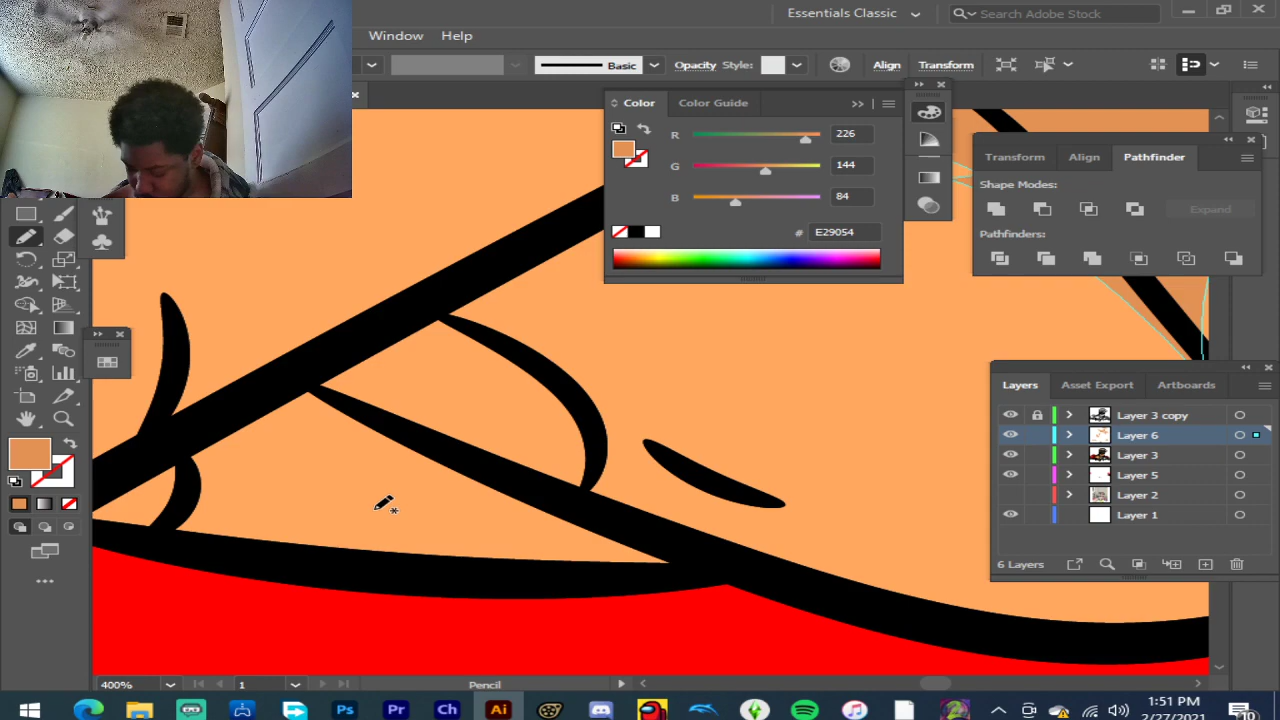 Essentials Classic
Search Adobe Stock
Window Help
Basic Opacity Style: Align Transform
Color Color Guide
R 226
G 144
B 84
# E29054
Transform Align Pathfinder
Shape Modes:
Expand
Pathfinders:
Layers Asset Export Artboards
Layer 3 copy
Layer 6
Layer 3
Layer 5
Layer 2
Layer 1
6 Layers
400% 1 Pencil
Ps Pr Ch Ai
1:51 PM
2/27/2021